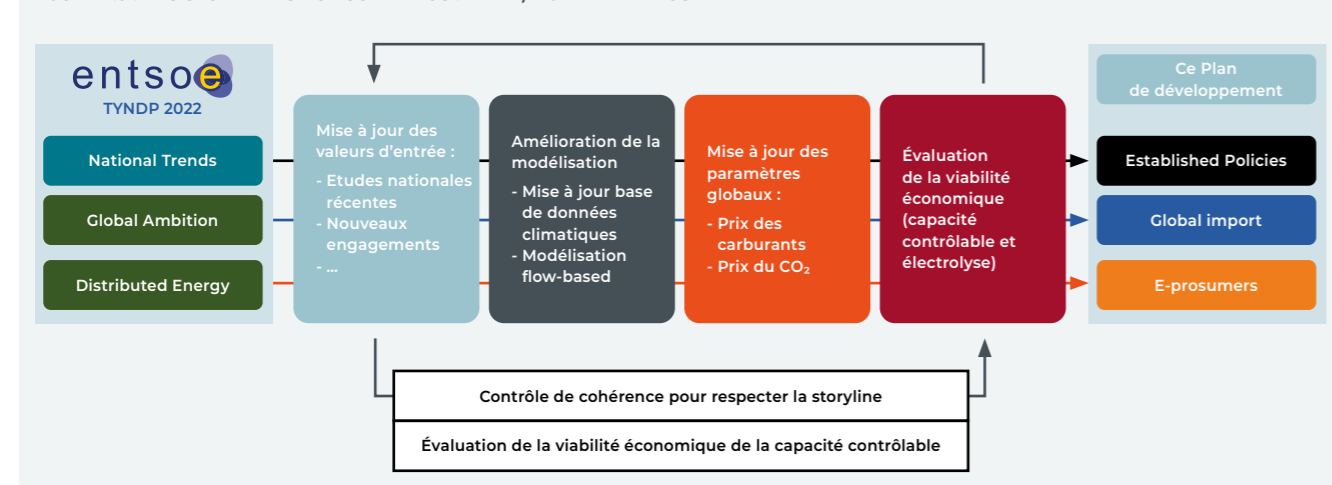 entsoe
TYNDP 2022
National Trends
Global Ambition
Distributed Energy
Mise à jour des
valeurs d'entrée :
- Etudes nationales
récentes
- Nouveaux
engagements
- ...
Amélioration de la
modélisation
- Mise à jour base
de données
climatiques
- Modélisation
flow-based
Mise à jour des
paramètres
globaux :
- Prix des
carburants
- Prix du CO₂
Évaluation
de la viabilité
économique
(capacité
contrôlable et
électrolyse)
Ce Plan
de développement
Established Policies
Global import
E-prosumers
Contrôle de cohérence pour respecter la storyline
Évaluation de la viabilité économique de la capacité contrôlable